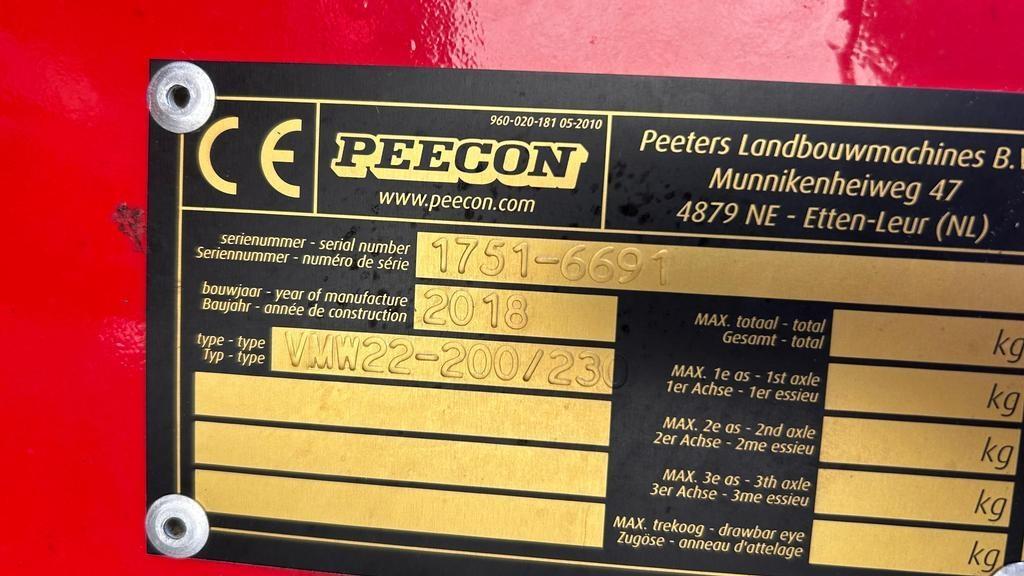 CE
960-020-181 05-2010
PEECON
www.peecon.com
Peeters Landbouwmachines B.V
Munnikenheiweg 47
4879 NE - Etten-Leur (NL)
serienummer - serial number
Seriennummer - numéro de série
1751-6691
bouwjaar - year of manufacture
Baujahr - année de construction
2018
type - type
Typ - type
VMW22-200/230
MAX. totaal - total
Gesamt - total
kg
MAX. 1e as - 1st axle
1er Achse - 1er essieu
kg
MAX. 2e as - 2nd axle
2er Achse - 2me essieu
kg
MAX. 3e as - 3th axle
3er Achse - 3me essieu
kg
MAX. trekoog - drawbar eye
Zugöse - anneau d'attelage
kg